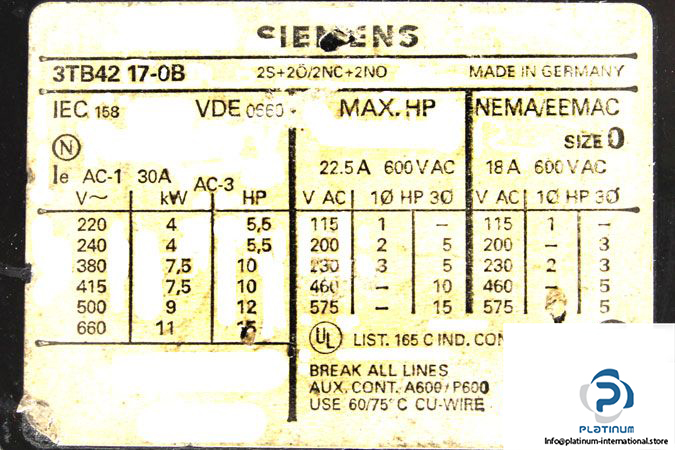 SIEMENS
3TB42 17-0B 2S+2Ö/2NC+2NO MADE IN GERMANY
IEC 158 VDE 0660 MAX. HP NEMA/EEMAC
N SIZE 0
Ie AC-1 30A 22.5A 600VAC 18A 600VAC
AC-3
V~ kW HP V AC 1Ø HP 3Ø V AC 1Ø HP 3Ø
220 4 5,5 115 1 – 115 1 –
240 4 5,5 200 2 5 200 – 3
380 7,5 10 230 3 5 230 2 3
415 7,5 10 460 – 10 460 – 5
500 9 12 575 – 15 575 5
660 11
UL LIST. 165 C IND.
BREAK ALL LINES
AUX. CONT. A600/P600
USE 60/75°C CU-WIRE
PLATINUM
Info@platinum-international.store